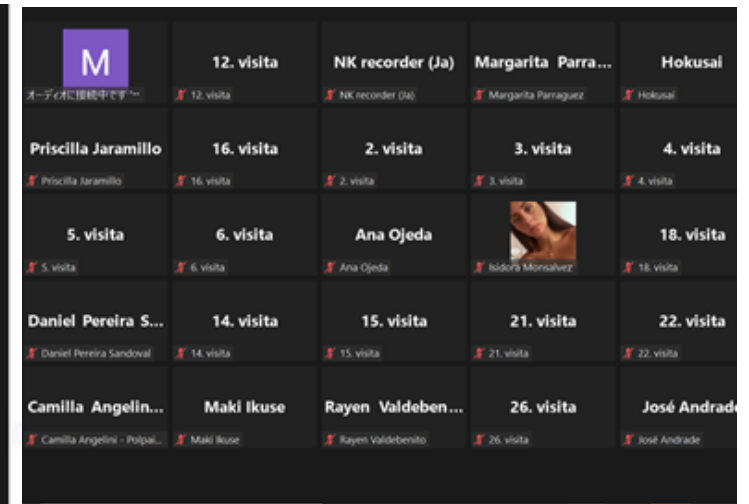 M
オーディオに接続中です
12. visita
12. visita
NK recorder (Ja)
NK recorder (Ja)
Margarita Parra...
Margarita Parraguez
Hokusai
Hokusai
Priscilla Jaramillo
Priscilla Jaramillo
16. visita
16. visita
2. visita
2. visita
3. visita
3. visita
4. visita
4. visita
5. visita
5. visita
6. visita
6. visita
Ana Ojeda
Ana Ojeda
Isidora Monsalvez
18. visita
18. visita
Daniel Pereira S...
Daniel Pereira Sandoval
14. visita
14. visita
15. visita
15. visita
21. visita
21. visita
22. visita
22. visita
Camilla Angelin...
Camilla Angelini - Polpai...
Maki Ikuse
Maki Ikuse
Rayen Valdeben...
Rayen Valdebenito
26. visita
26. visita
José Andrade
José Andrade